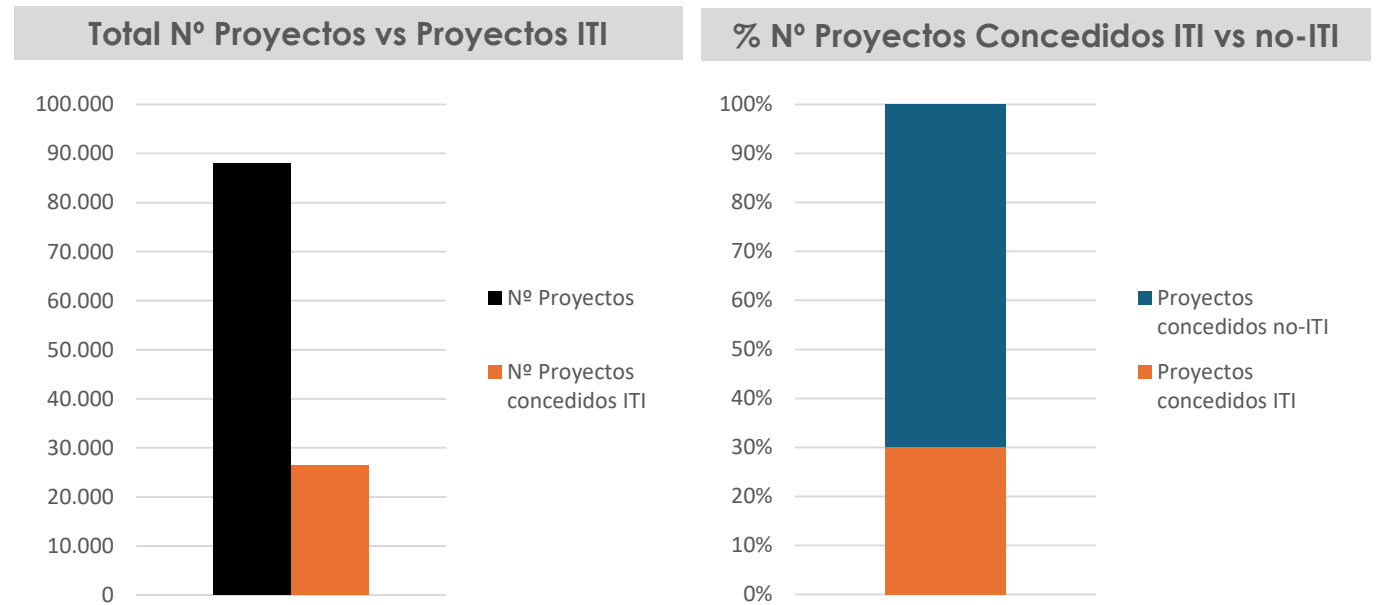 Total Nº Proyectos vs Proyectos ITI
100.000
90.000
80.000
70.000
60.000
50.000
40.000
30.000
20.000
10.000
0
Nº Proyectos
Nº Proyectos
concedidos ITI
% Nº Proyectos Concedidos ITI vs no-ITI
100%
90%
80%
70%
60%
50%
40%
30%
20%
10%
0%
Proyectos
concedidos no-ITI
Proyectos
concedidos ITI